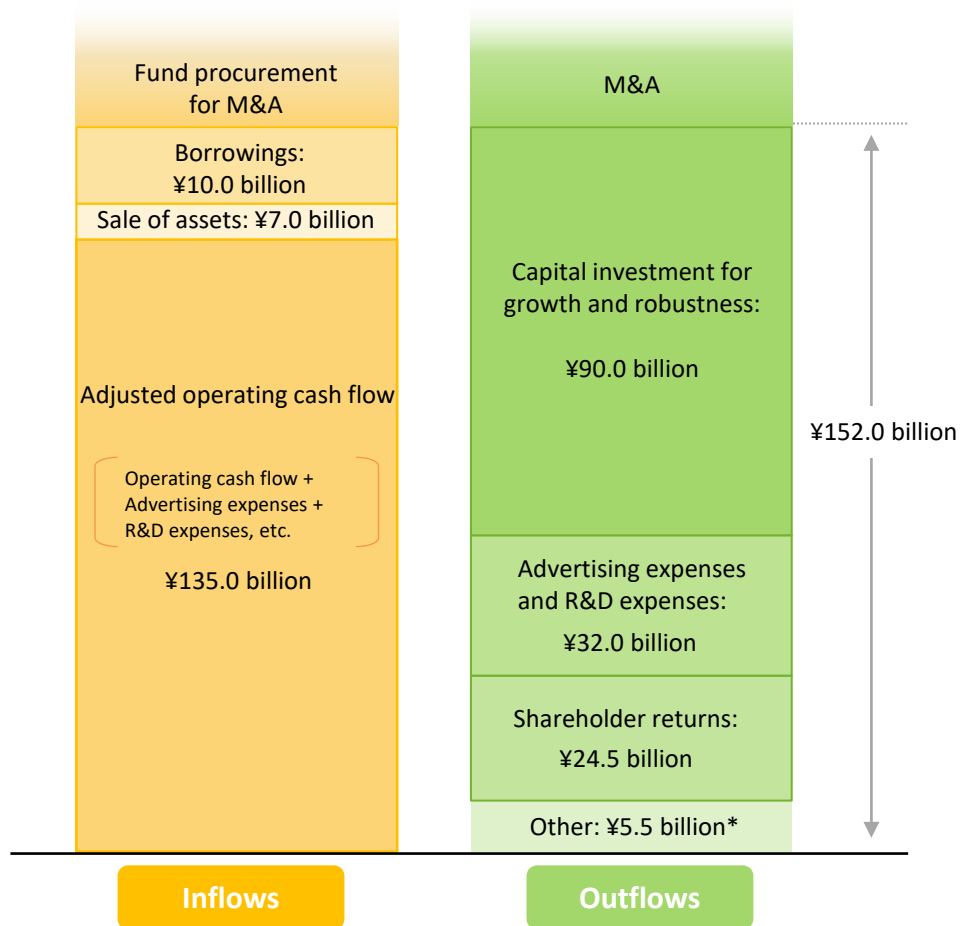 Fund procurement
for M&A
Borrowings:
¥10.0 billion
Sale of assets: ¥7.0 billion
Adjusted operating cash flow
Operating cash flow +
Advertising expenses +
R&D expenses, etc.
¥135.0 billion
Inflows
M&A
Capital investment for
growth and robustness:
¥90.0 billion
Advertising expenses
and R&D expenses:
¥32.0 billion
Shareholder returns:
¥24.5 billion
Other: ¥5.5 billion*
Outflows
¥152.0 billion